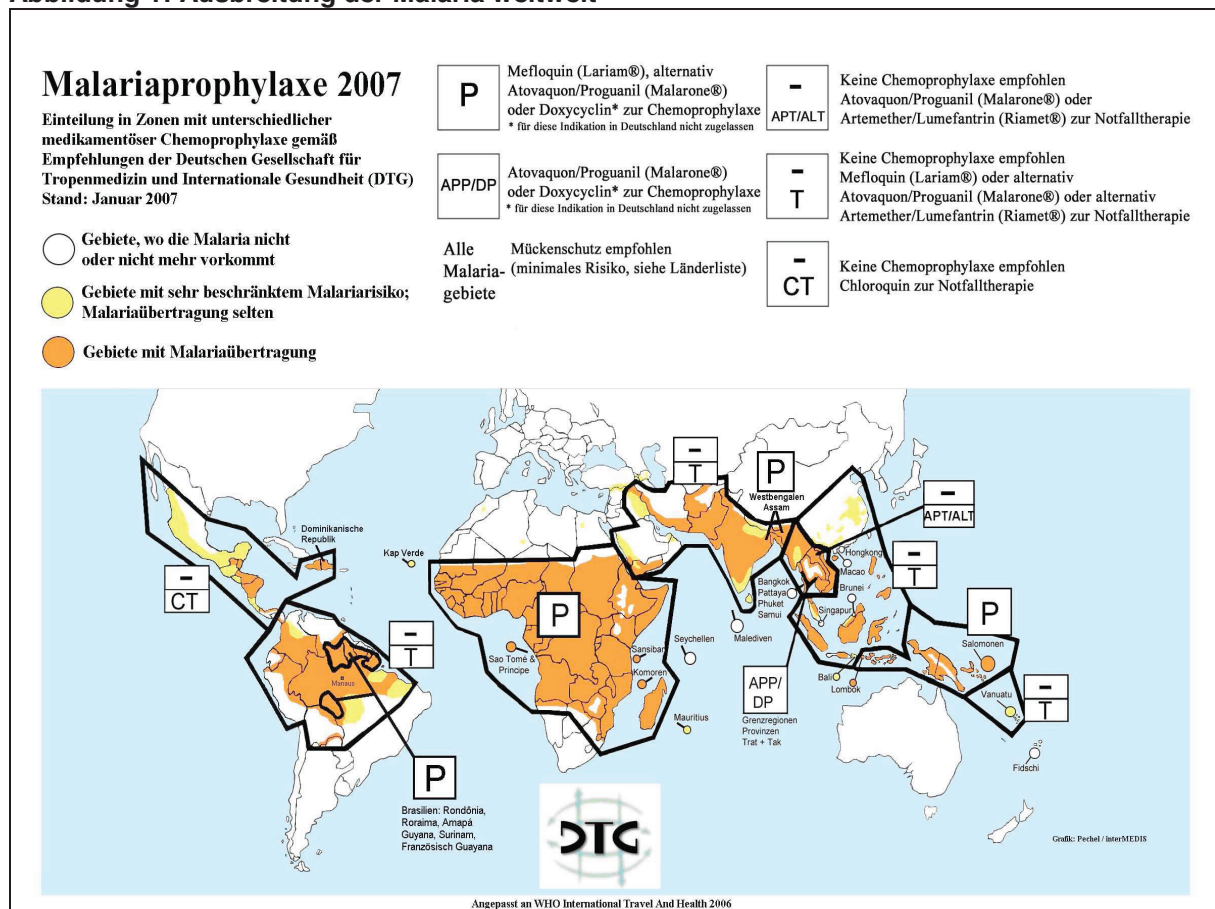 Abbildung 1: Ausbreitung der Malaria weltweit
Malariaprophylaxe 2007
Einteilung in Zonen mit unterschiedlicher
medikamentöser Chemoprophylaxe gemäß
Empfehlungen der Deutschen Gesellschaft für
Tropenmedizin und Internationale Gesundheit (DTG)
Stand: Januar 2007
Gebiete, wo die Malaria nicht
oder nicht mehr vorkommt
Gebiete mit sehr beschränktem Malariarisiko;
Malariaübertragung selten
Gebiete mit Malariaübertragung
P
Mefloquin (Lariam®), alternativ
Atovaquon/Proguanil (Malarone®)
oder Doxycyclin* zur Chemoprophylaxe
* für diese Indikation in Deutschland nicht zugelassen
APP/DP
Atovaquon/Proguanil (Malarone®)
oder Doxycyclin* zur Chemoprophylaxe
* für diese Indikation in Deutschland nicht zugelassen
Alle
Malaria-
gebiete
Mückenschutz empfohlen
(minimales Risiko, siehe Länderliste)
-
APT/ALT
Keine Chemoprophylaxe empfohlen
Atovaquon/Proguanil (Malarone®) oder
Artemether/Lumefantrin (Riamet®) zur Notfalltherapie
-
T
Keine Chemoprophylaxe empfohlen
Mefloquin (Lariam®) oder alternativ
Atovaquon/Proguanil (Malarone®) oder alternativ
Artemether/Lumefantrin (Riamet®) zur Notfalltherapie
-
CT
Keine Chemoprophylaxe empfohlen
Chloroquin zur Notfalltherapie
Dominikanische
Republik
-
CT
-
T
Manaus
P
Brasilien: Rondônia,
Roraima, Amapá
Guyana, Surinam,
Französisch Guayana
Kap Verde
P
Sao Tomé &
Principe
Sansibar
Komoren
Seychellen
Mauritius
Malediven
-
T
P
Westbengalen
Assam
-
APT/ALT
Hongkong
Macao
-
T
Bangkok
Pattaya
Phuket
Samui
Brunei
Singapur
APP/
DP
Grenzregionen
Provinzen
Trat + Tak
Bali
Lombok
P
Salomonen
Vanuatu
-
T
Fidschi
DTG
Grafik: Pechel / interMEDIS
Angepasst an WHO International Travel And Health 2006